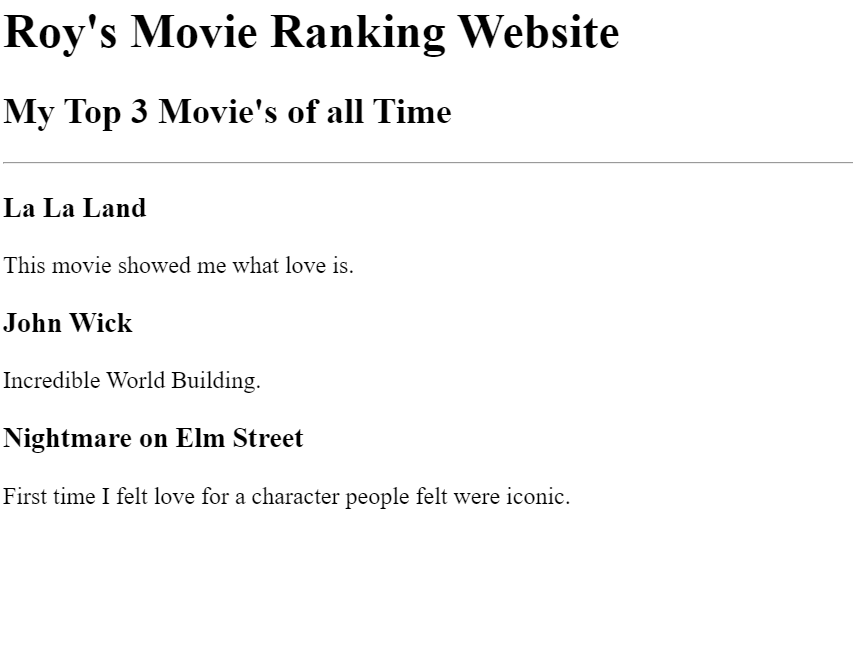 Roy's Movie Ranking Website
My Top 3 Movie's of all Time
La La Land
This movie showed me what love is.
John Wick
Incredible World Building.
Nightmare on Elm Street
First time I felt love for a character people felt were iconic.